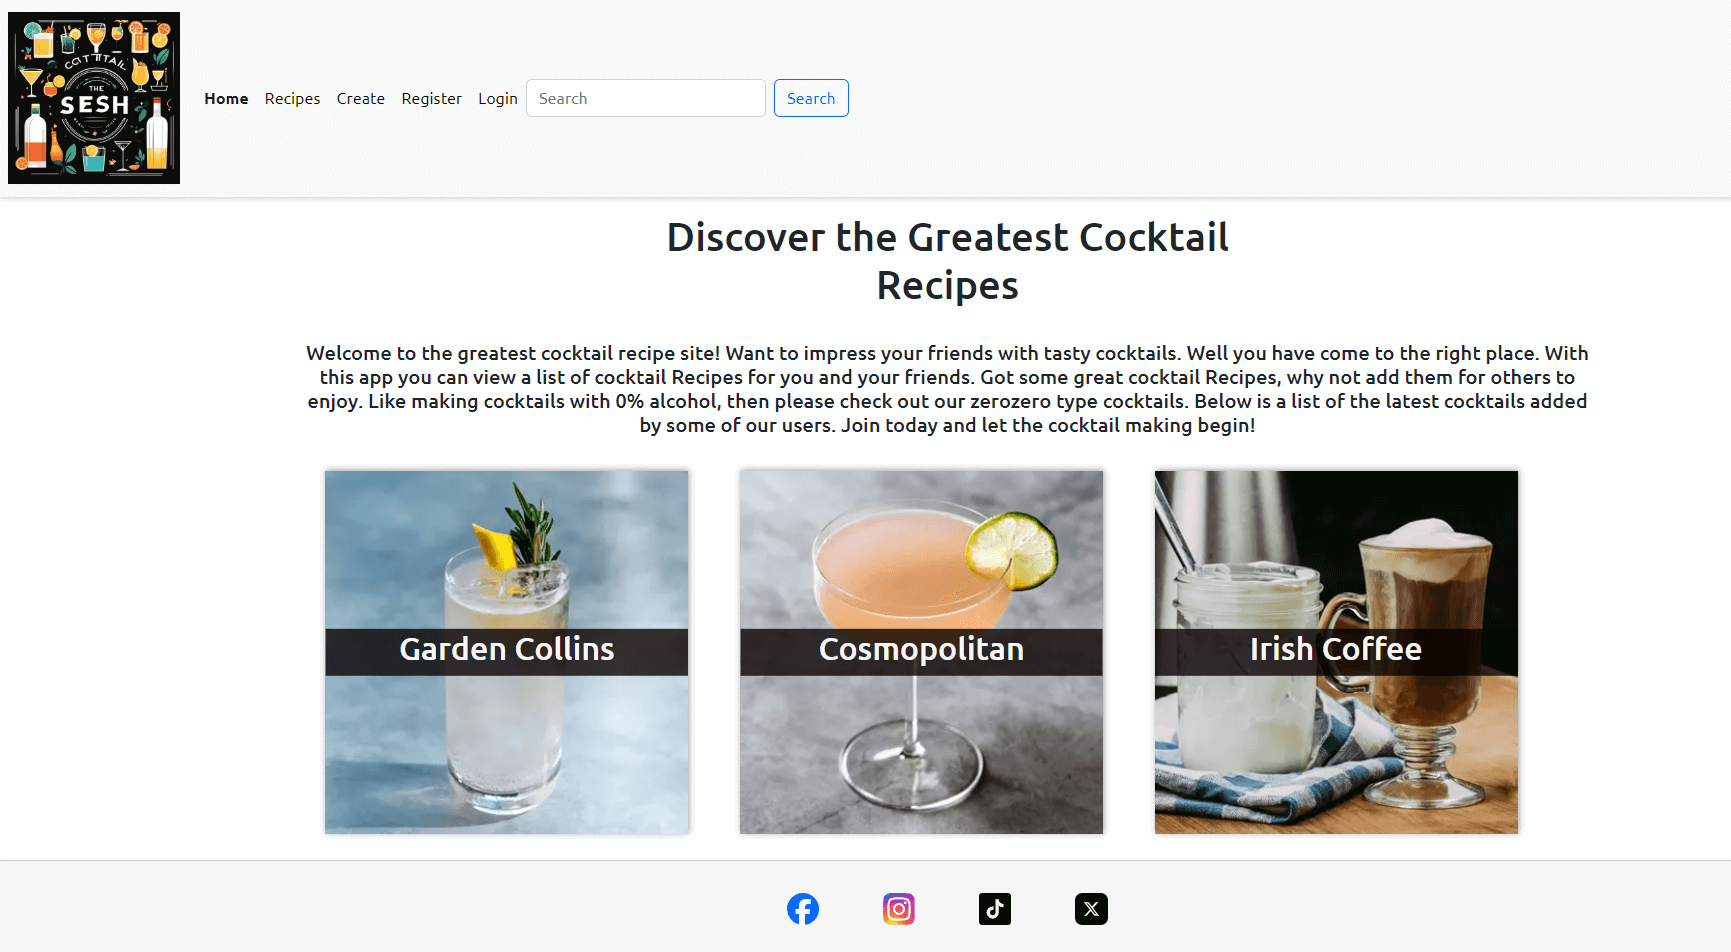 COCTTTAIL
THE
SESH
Home Recipes Create Register Login Search Search
Discover the Greatest Cocktail
Recipes
Welcome to the greatest cocktail recipe site! Want to impress your friends with tasty cocktails. Well you have come to the right place. With
this app you can view a list of cocktail Recipes for you and your friends. Got some great cocktail Recipes, why not add them for others to
enjoy. Like making cocktails with 0% alcohol, then please check out our zerozero type cocktails. Below is a list of the latest cocktails added
by some of our users. Join today and let the cocktail making begin!
Garden Collins Cosmopolitan Irish Coffee